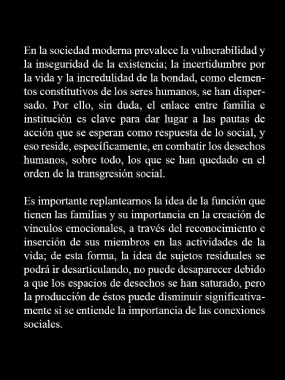 En la sociedad moderna prevalece la vulnerabilidad y
la inseguridad de la existencia; la incertidumbre por
la vida y la incredulidad de la bondad, como elemen-
tos constitutivos de los seres humanos, se han disper-
sado. Por ello, sin duda, el enlace entre familia e
institución es clave para dar lugar a las pautas de
acción que se esperan como respuesta de lo social, y
eso reside, específicamente, en combatir los desechos
humanos, sobre todo, los que se han quedado en el
orden de la transgresión social.
Es importante replantearnos la idea de la función que
tienen las familias y su importancia en la creación de
vínculos emocionales, a través del reconocimiento e
inserción de sus miembros en las actividades de la
vida; de esta forma, la idea de sujetos residuales se
podrá ir desarticulando, no puede desaparecer debido
a que los espacios de desechos se han saturado, pero
la producción de éstos puede disminuir significativa-
mente si se entiende la importancia de las conexiones
sociales.